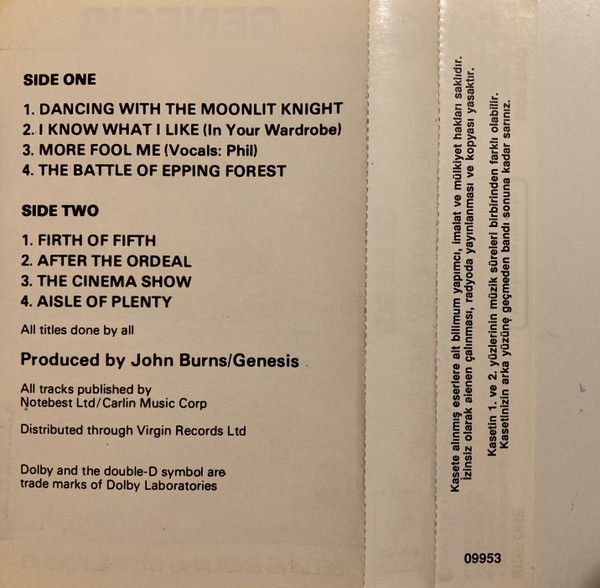 SIDE ONE
1. DANCING WITH THE MOONLIT KNIGHT
2. I KNOW WHAT I LIKE (In Your Wardrobe)
3. MORE FOOL ME (Vocals: Phil)
4. THE BATTLE OF EPPING FOREST
SIDE TWO
1. FIRTH OF FIFTH
2. AFTER THE ORDEAL
3. THE CINEMA SHOW
4. AISLE OF PLENTY
All titles done by all
Produced by John Burns/Genesis
All tracks published by
Notebest Ltd/Carlin Music Corp
Distributed through Virgin Records Ltd
Dolby and the double-D symbol are
trade marks of Dolby Laboratories
Kasete alınmış eserlere ait bilimum yapımcı, imalat ve mülkiyet hakları saklıdır.
İzinsiz olarak alenen çalınması, radyoda yayınlanması ve kopyası yasaktır.
Kasetin 1. ve 2. yüzlerinin müzik süreleri birbirinden farklı olabilir.
Kasetinizin arka yüzüne geçmeden bandı sonuna kadar sarınız.
09953
GENESIS